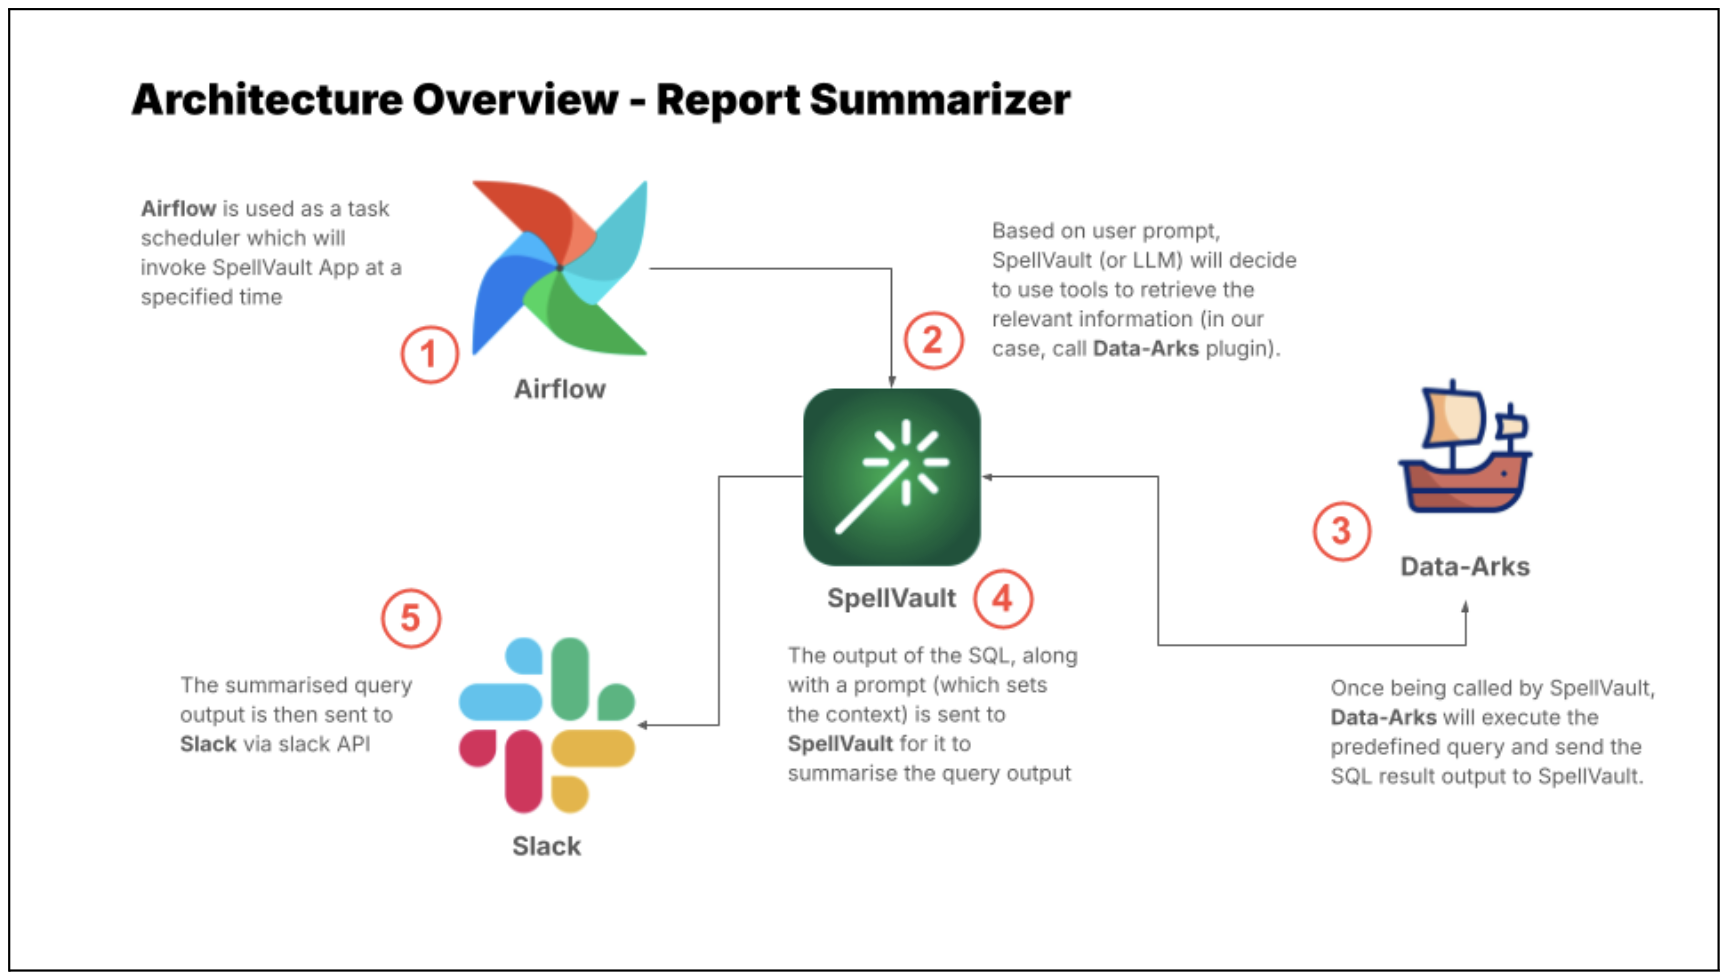 Architecture Overview - Report Summarizer
Airflow is used as a task
scheduler which will
invoke SpellVault App at a
specified time
1
Airflow
2
Based on user prompt,
SpellVault (or LLM) will decide
to use tools to retrieve the
relevant information (in our
case, call Data-Arks plugin).
3
Data-Arks
Once being called by SpellVault,
Data-Arks will execute the
predefined query and send the
SQL result output to SpellVault.
SpellVault
4
The output of the SQL, along
with a prompt (which sets
the context) is sent to
SpellVault for it to
summarise the query output
5
The summarised query
output is then sent to
Slack via slack API
Slack